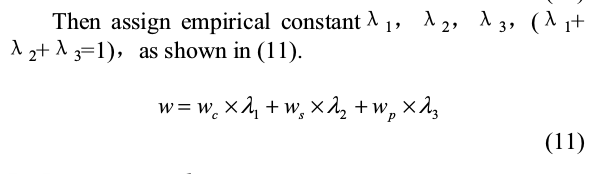 Then assign empirical constant λ 1， λ 2， λ 3，( λ 1+
λ 2+ λ 3=1)，as shown in (11).
w = w_c × λ_1 + w_s × λ_2 + w_p × λ_3
(11)